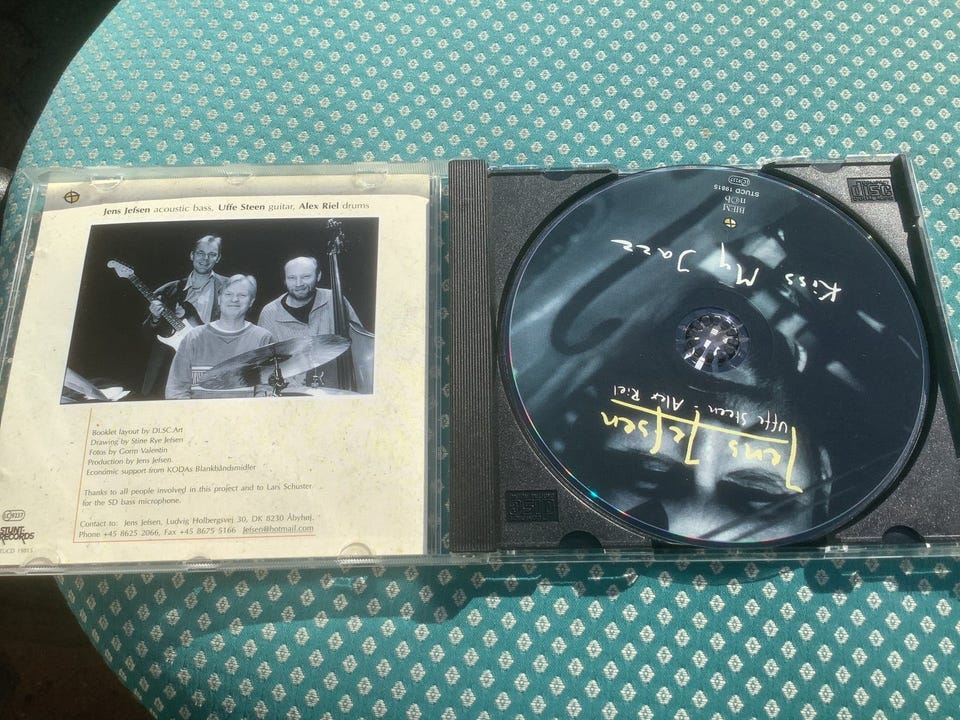 Jens Jefsen acoustic bass, Uffe Steen guitar, Alex Riel drums
Booklet layout by DLSC Art
Drawing by Stine Rye Jefsen
Fotos by Gorm Valentin
Production by Jens Jefsen.
Economic support from KODAs Blankbåndsmidler
Thanks to all people involved in this project and to Lars Schuster
for the SD bass microphone.
Contact to: Jens Jefsen, Ludvig Holbergsvej 30, DK 8230 Åbyhøj.
Phone +45 8625 2066, Fax +45 8675 5166 Jefsen@hotmail.com
STUNT
RECORDS
STUCD 19815
Jens Jefsen
Uffe Steen - Alex Riel
Kiss My Jazz
BIEM
nOb
STUCD 19815
disc
disc